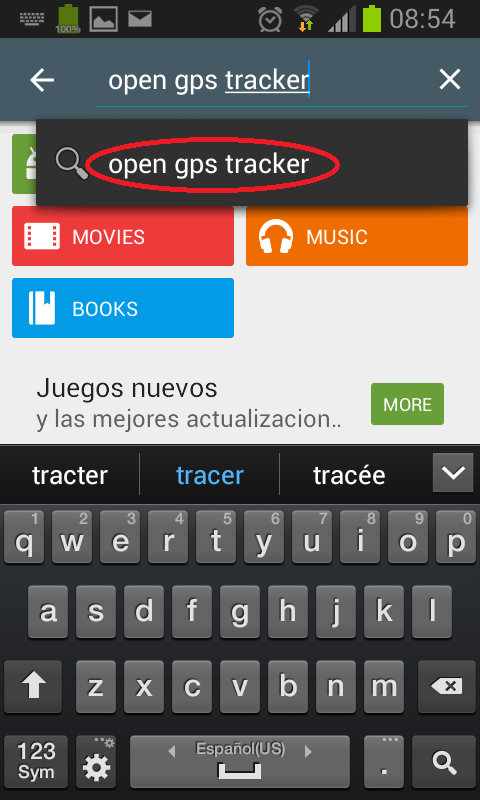 100%
08:54
open gps tracker
open gps tracker
MOVIES
MUSIC
BOOKS
Juegos nuevos
y las mejores actualizacion..
MORE
tracter tracer tracée
1 2 3 4 5 6 7 8 9 0
q w e r t y u i o p
a s d f g h j k l
z x c v b n m
123
Sym
Español(US)
.